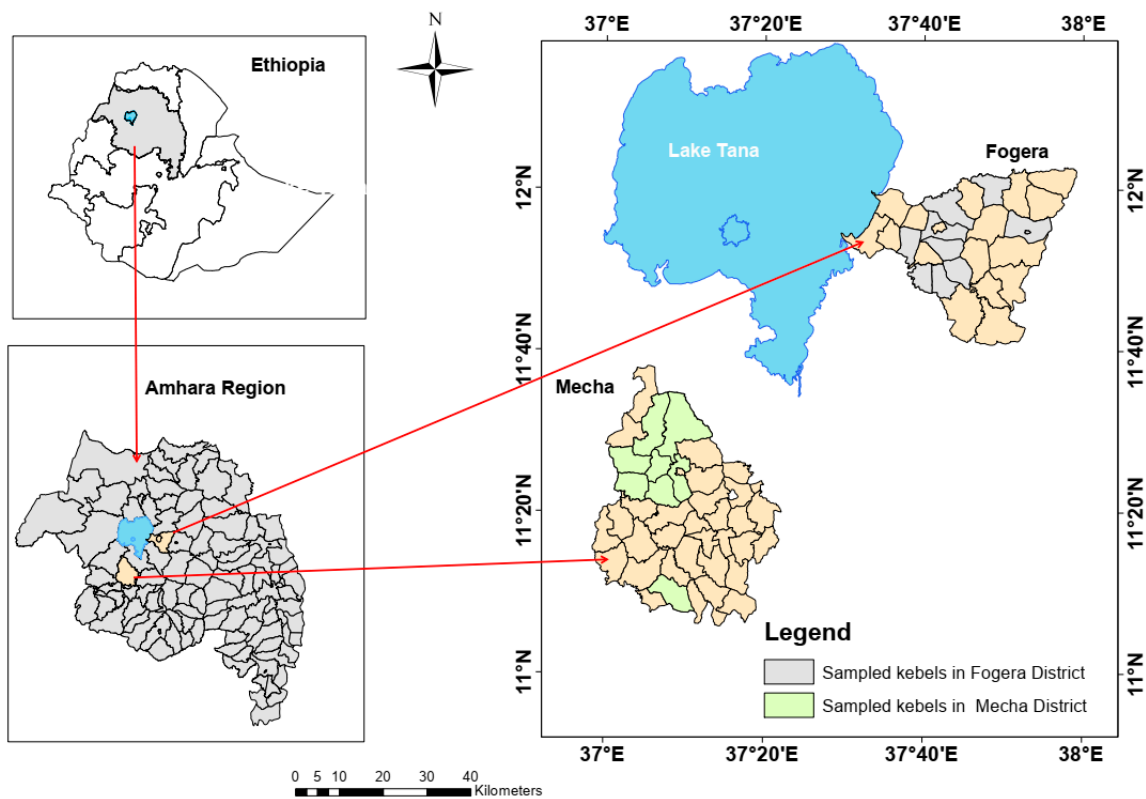 N
Ethiopia
Amhara Region
37°E 37°20'E 37°40'E 38°E
Lake Tana
Fogera
Mecha
12°N
11°40'N
11°20'N
11°N
12°N
11°40'N
11°20'N
11°N
Legend
Sampled kebels in Fogera District
Sampled kebels in Mecha District
37°E 37°20'E 37°40'E 38°E
0 5 10 20 30 40
Kilometers